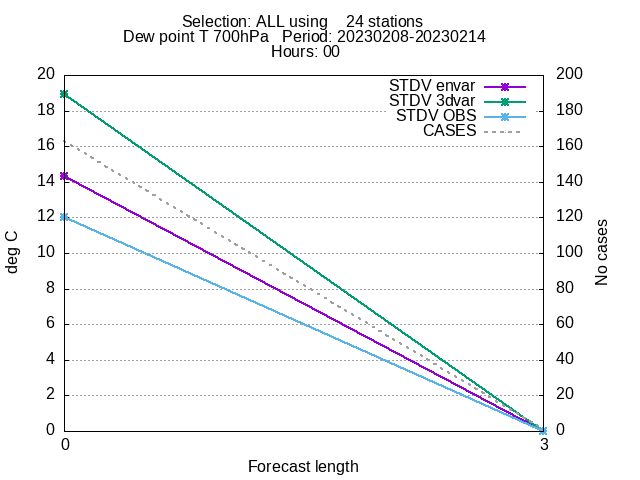 Selection: ALL using    24 stations
Dew point T 700hPa   Period: 20230208-20230214
Hours: 00
20
18
16
14
12
10
8
6
4
2
0
200
180
160
140
120
100
80
60
40
20
0
STDV envar
STDV 3dvar
STDV OBS
CASES
deg C
No cases
0
3
Forecast length